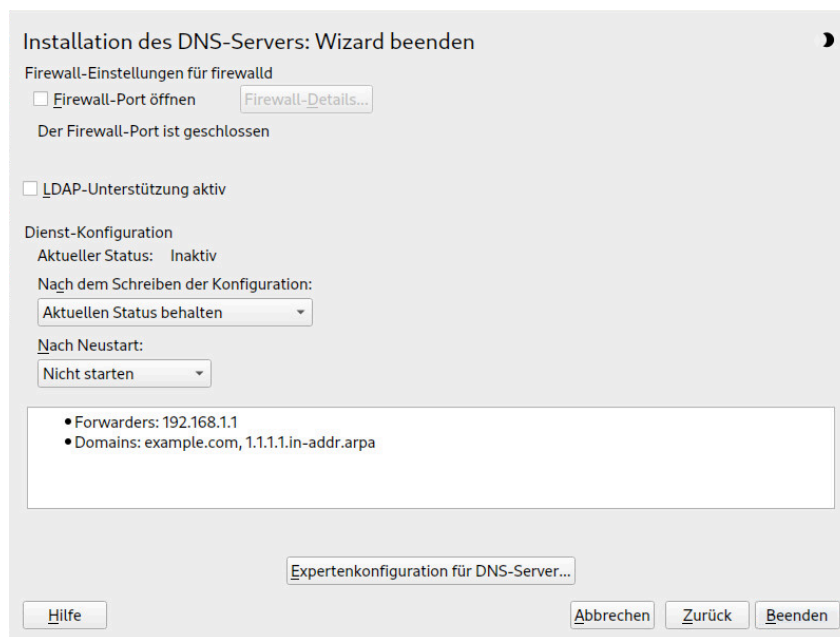 Installation des DNS-Servers: Wizard beenden
Firewall-Einstellungen für firewalld
Firewall-Port öffnen
Firewall-Details...
Der Firewall-Port ist geschlossen
LDAP-Unterstützung aktiv
Dienst-Konfiguration
Aktueller Status: Inaktiv
Nach dem Schreiben der Konfiguration:
Aktuellen Status behalten
Nach Neustart:
Nicht starten
• Forwarders: 192.168.1.1
• Domains: example.com, 1.1.1.1.in-addr.arpa
Expertenkonfiguration für DNS-Server...
Hilfe
Abbrechen
Zurück
Beenden